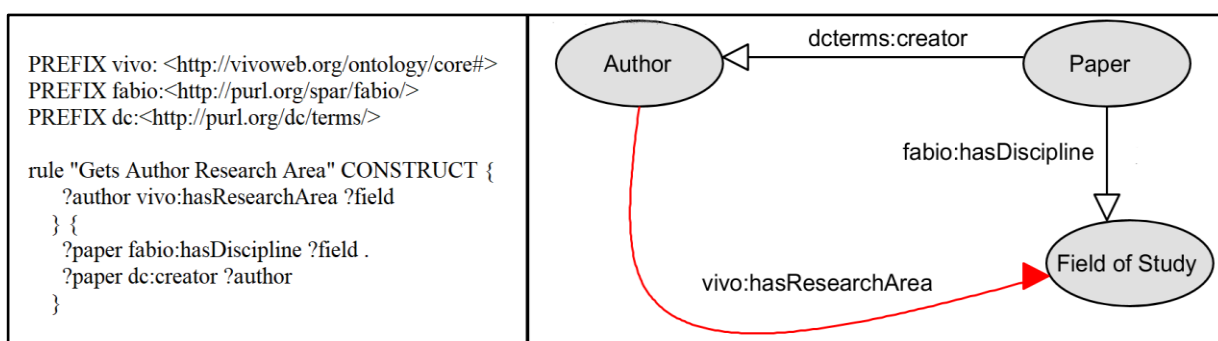 PREFIX vivo: <http://vivoweb.org/ontology/core#>
PREFIX fabio:<http://purl.org/spar/fabio/>
PREFIX dc:<http://purl.org/dc/terms/>
rule "Gets Author Research Area" CONSTRUCT {
?author vivo:hasResearchArea ?field
} {
?paper fabio:hasDiscipline ?field .
?paper dc:creator ?author
}
dcterms:creator
Author
Paper
fabio:hasDiscipline
Field of Study
vivo:hasResearchArea